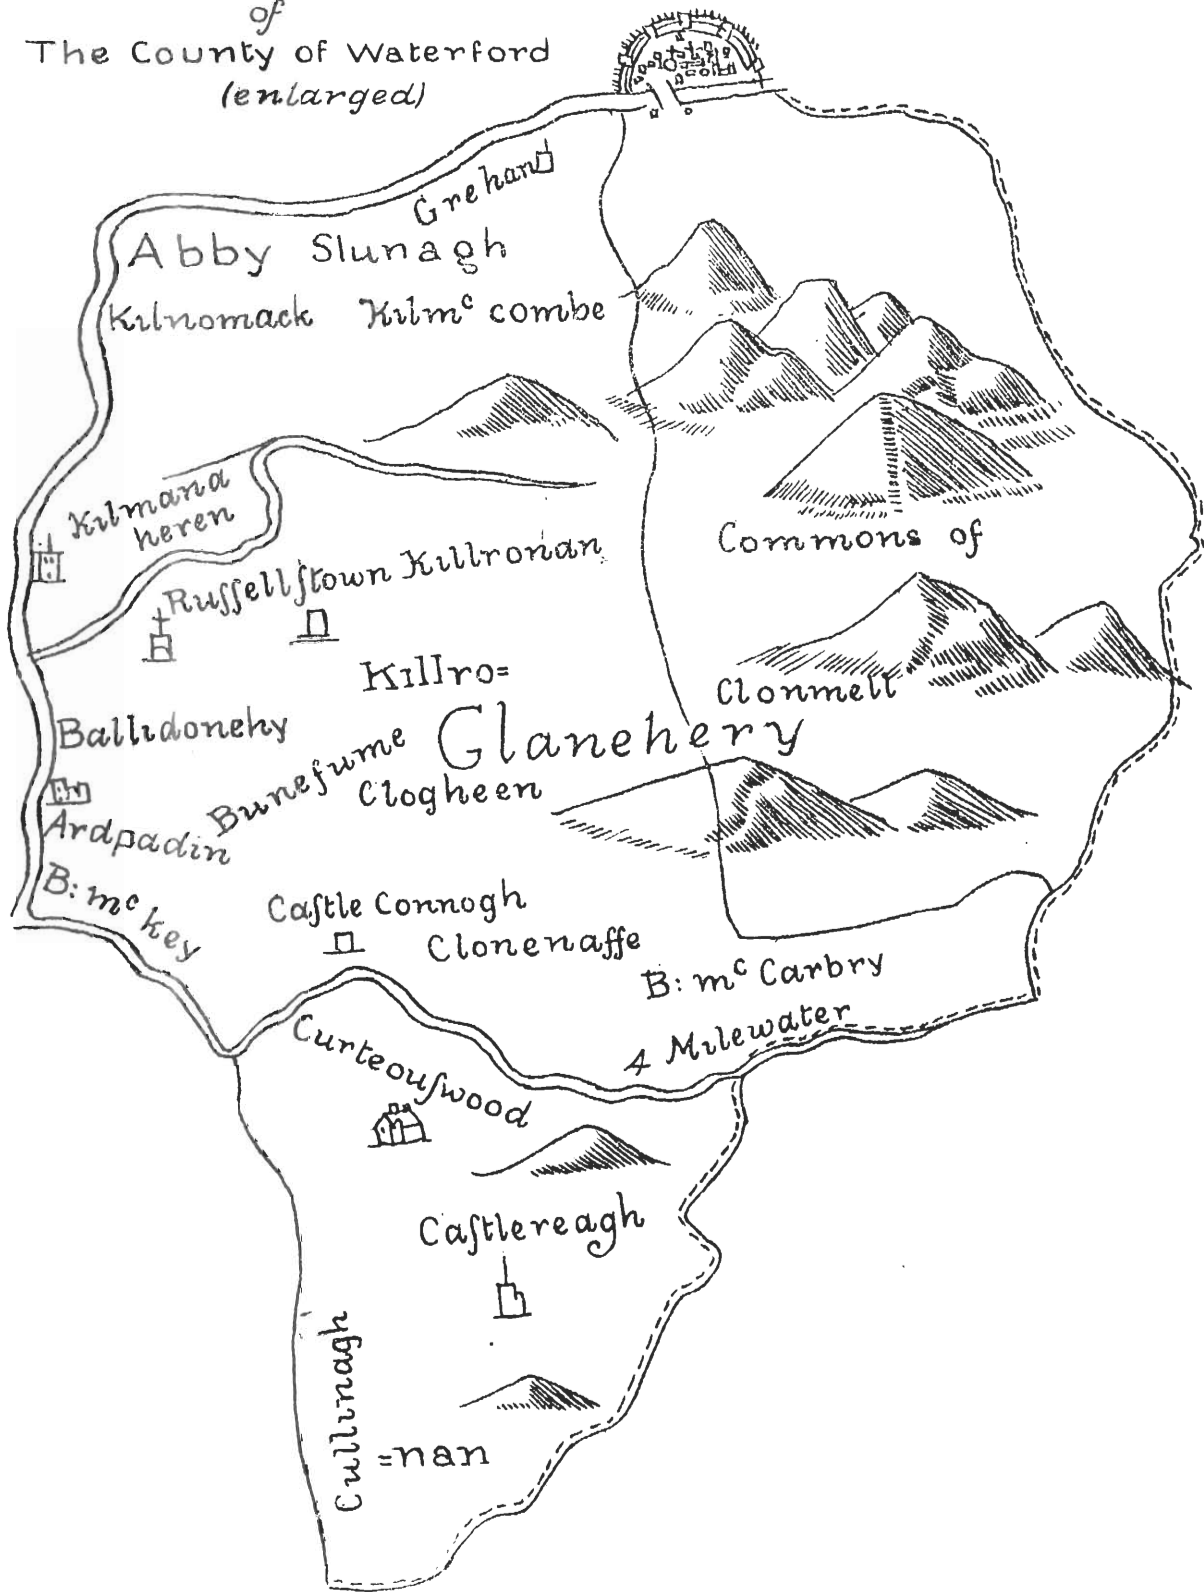 of
The County of Waterford
(enlarged)
Grehan
Abby Slunagh
Kilnomack Kilmᶜ combe
Kilmana
heren
Commons of
Ruſſellſtown Killronan
Killro=
Clonmell
Ballidonehy
Glanehery
Bunefume
Clogheen
Ardpadin
B: mᶜ key
Caſtle Connogh
Clonenaffe
B: mᶜ Carbry
4 Milewater
Curteouſwood
Caſtlereagh
Cullinagh
=nan